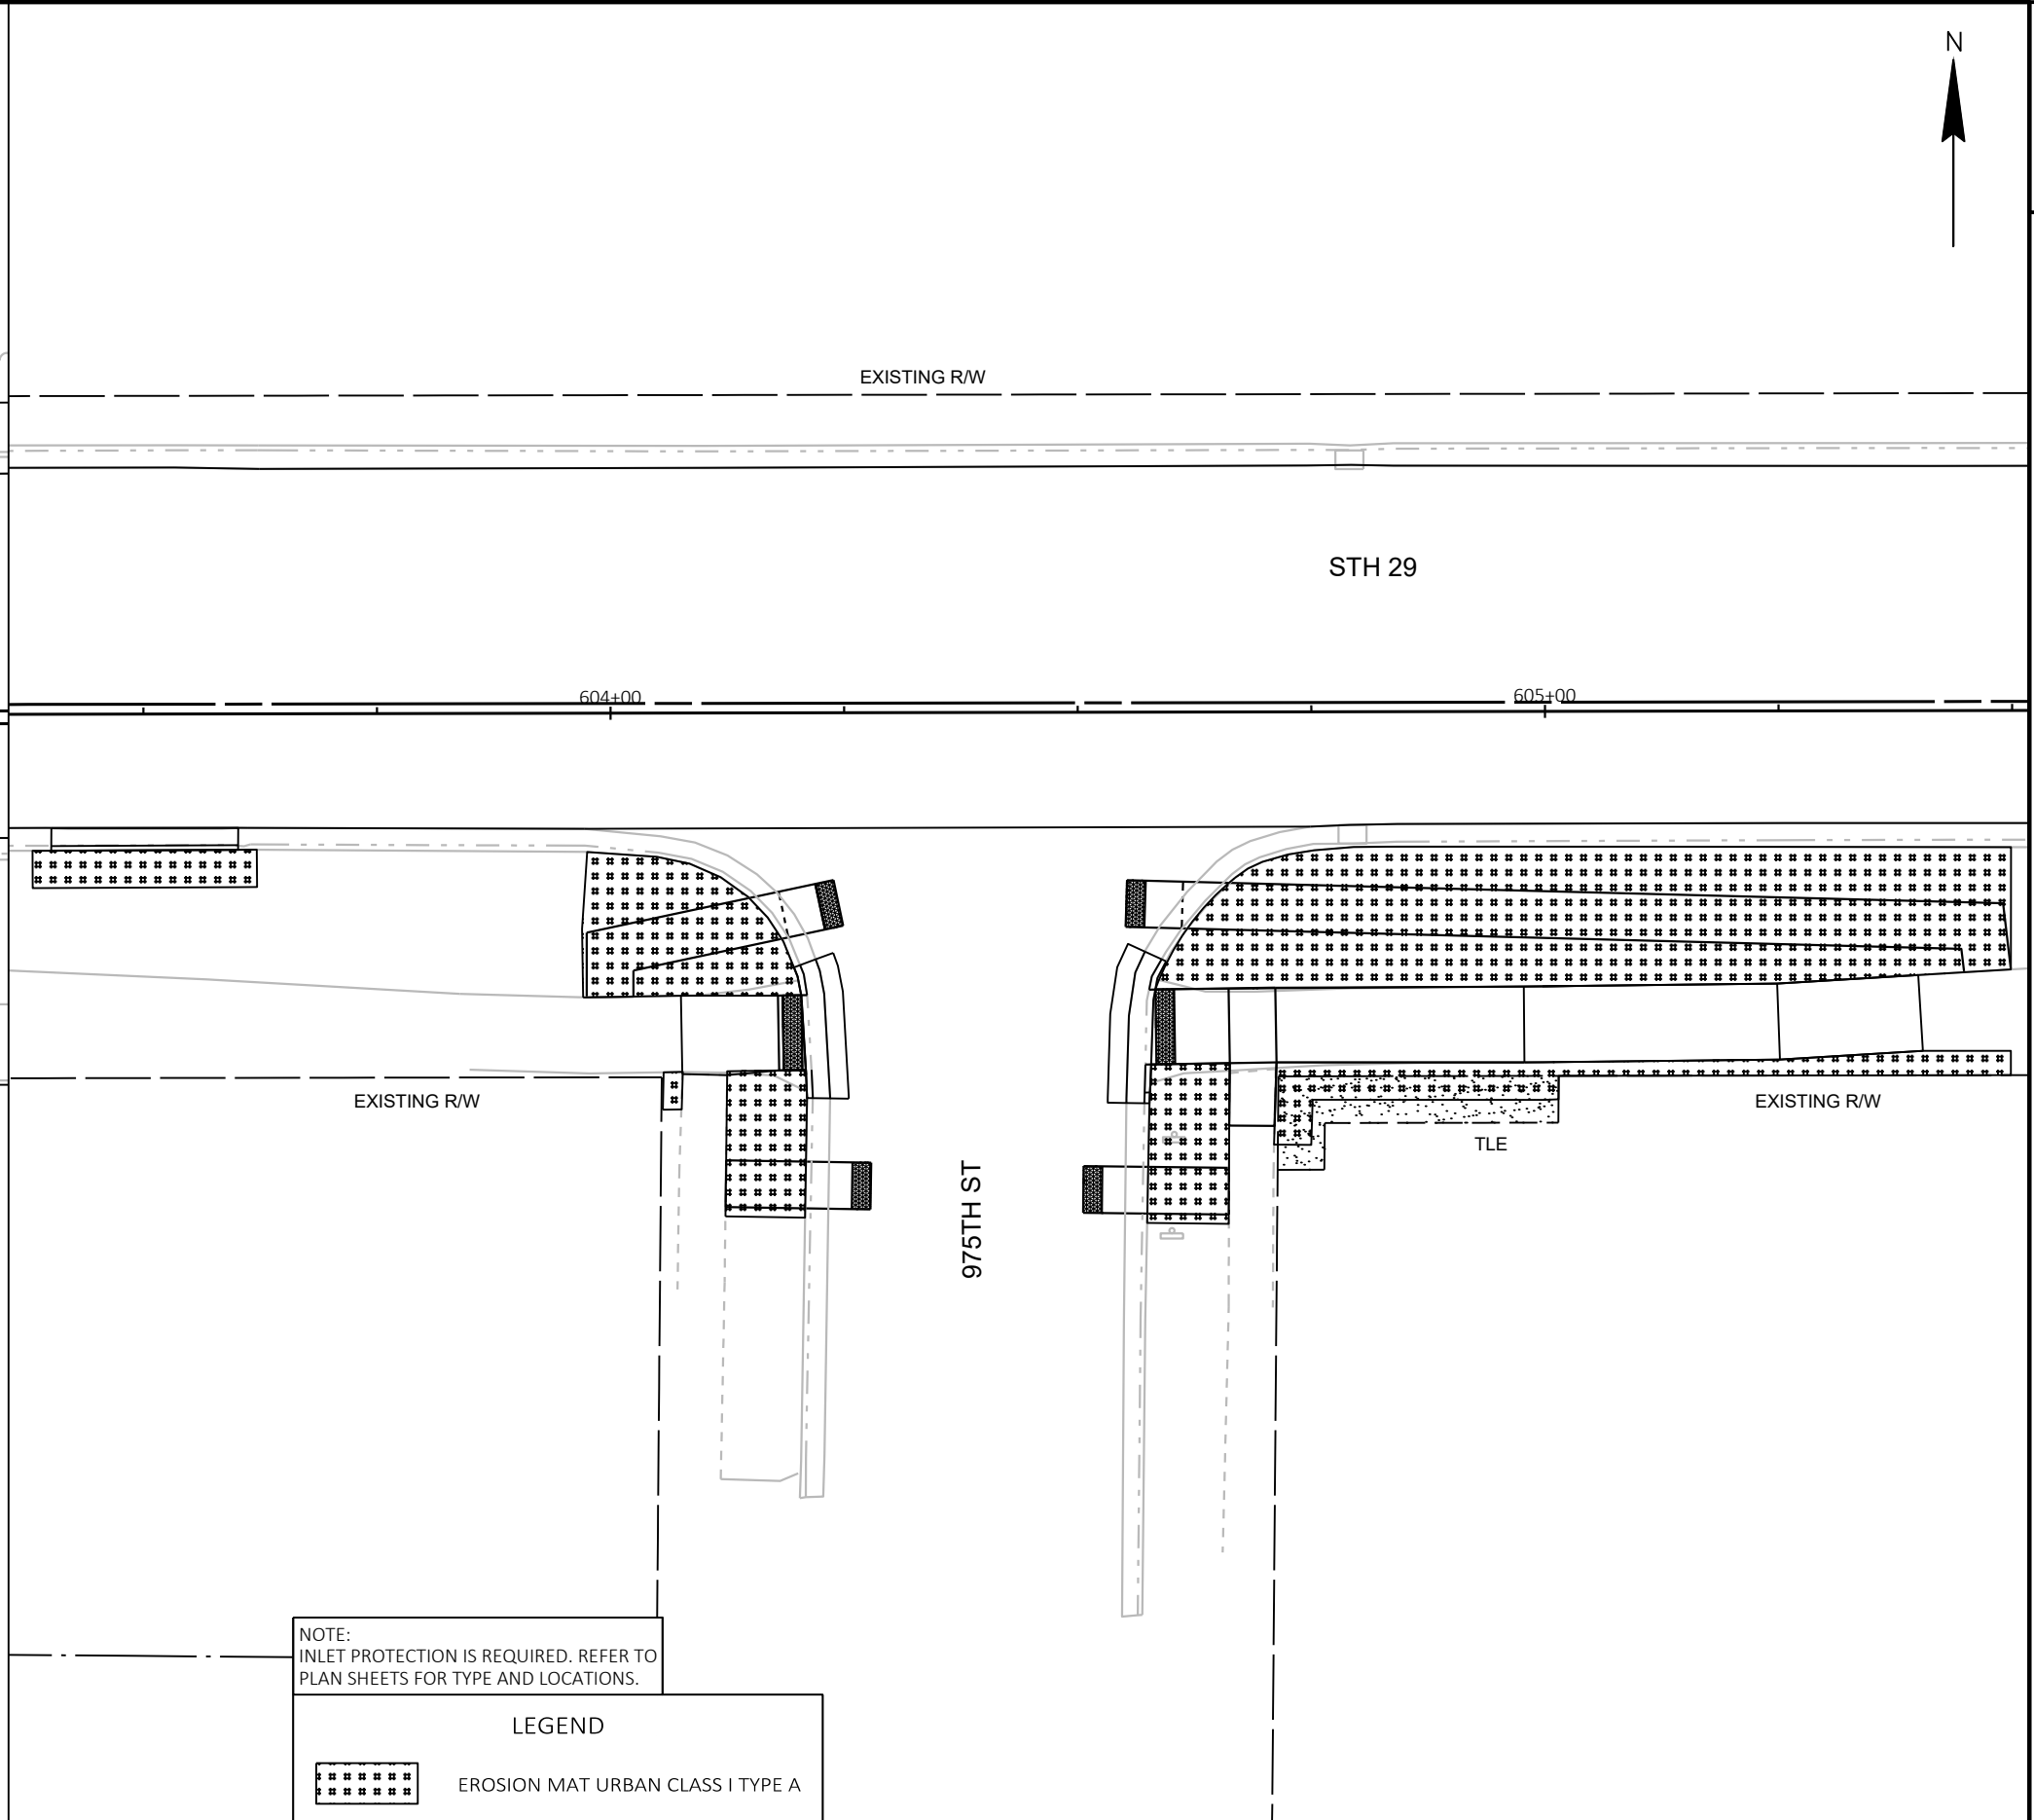 N
EXISTING R/W
STH 29
604+00
605+00
EXISTING R/W
EXISTING R/W
TLE
975TH ST
NOTE:
INLET PROTECTION IS REQUIRED. REFER TO
PLAN SHEETS FOR TYPE AND LOCATIONS.
LEGEND
EROSION MAT URBAN CLASS I TYPE A